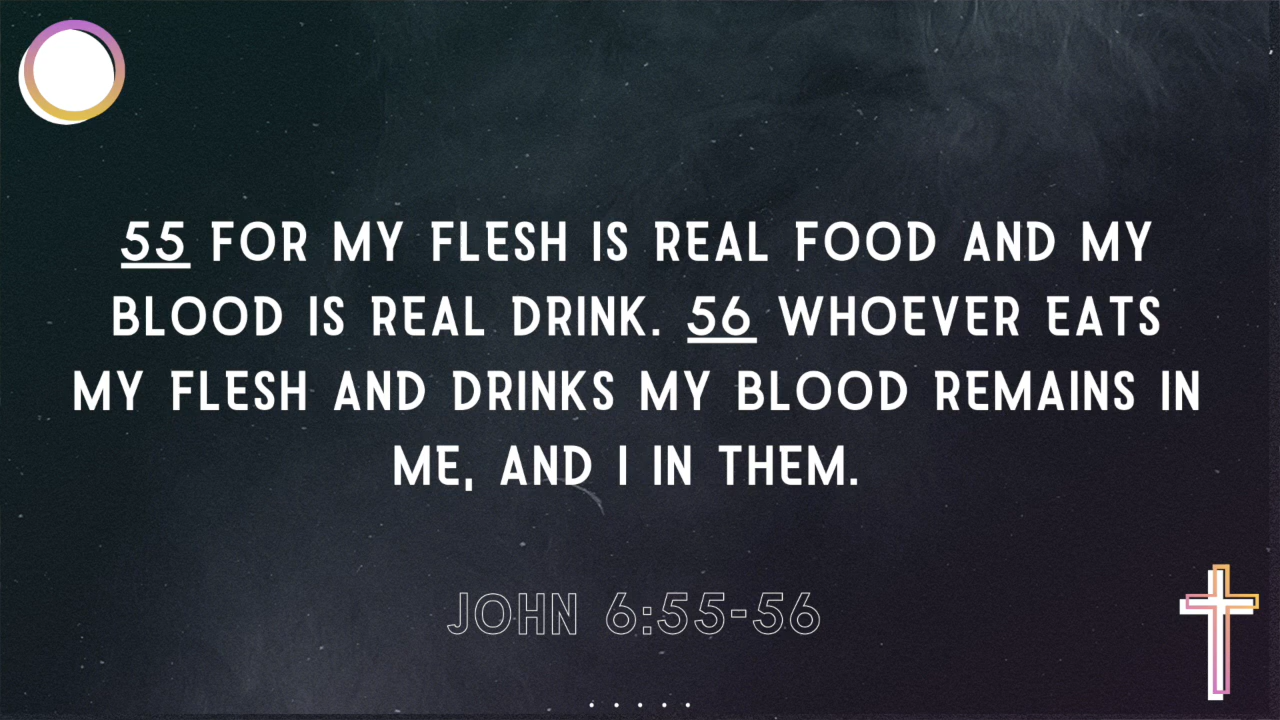 55 FOR MY FLESH IS REAL FOOD AND MY
BLOOD IS REAL DRINK. 56 WHOEVER EATS
MY FLESH AND DRINKS MY BLOOD REMAINS IN
ME, AND I IN THEM.
JOHN 6:55-56